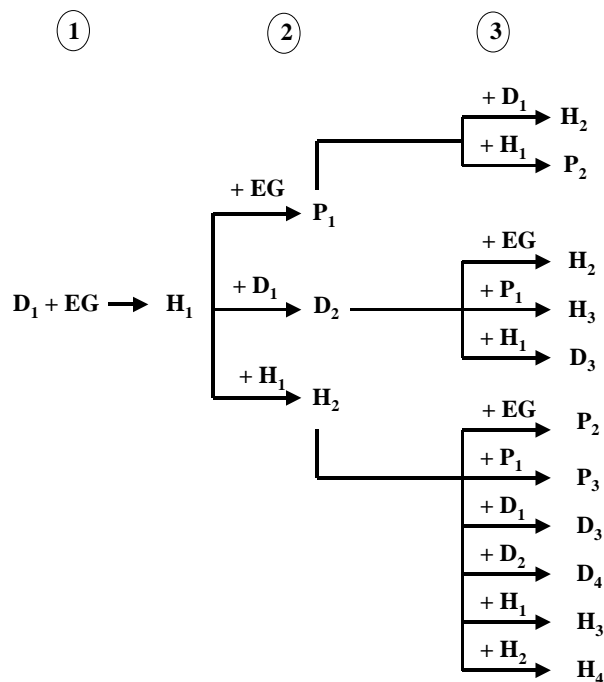 1 2 3
+ D₁ H₂
+ H₁ P₂
+ EG P₁
+ EG H₂
D₁ + EG H₁ + D₁ D₂ + P₁ H₃
+ H₁ D₃
+ H₁ H₂
+ EG P₂
+ P₁ P₃
+ D₁ D₃
+ D₂ D₄
+ H₁ H₃
+ H₂ H₄